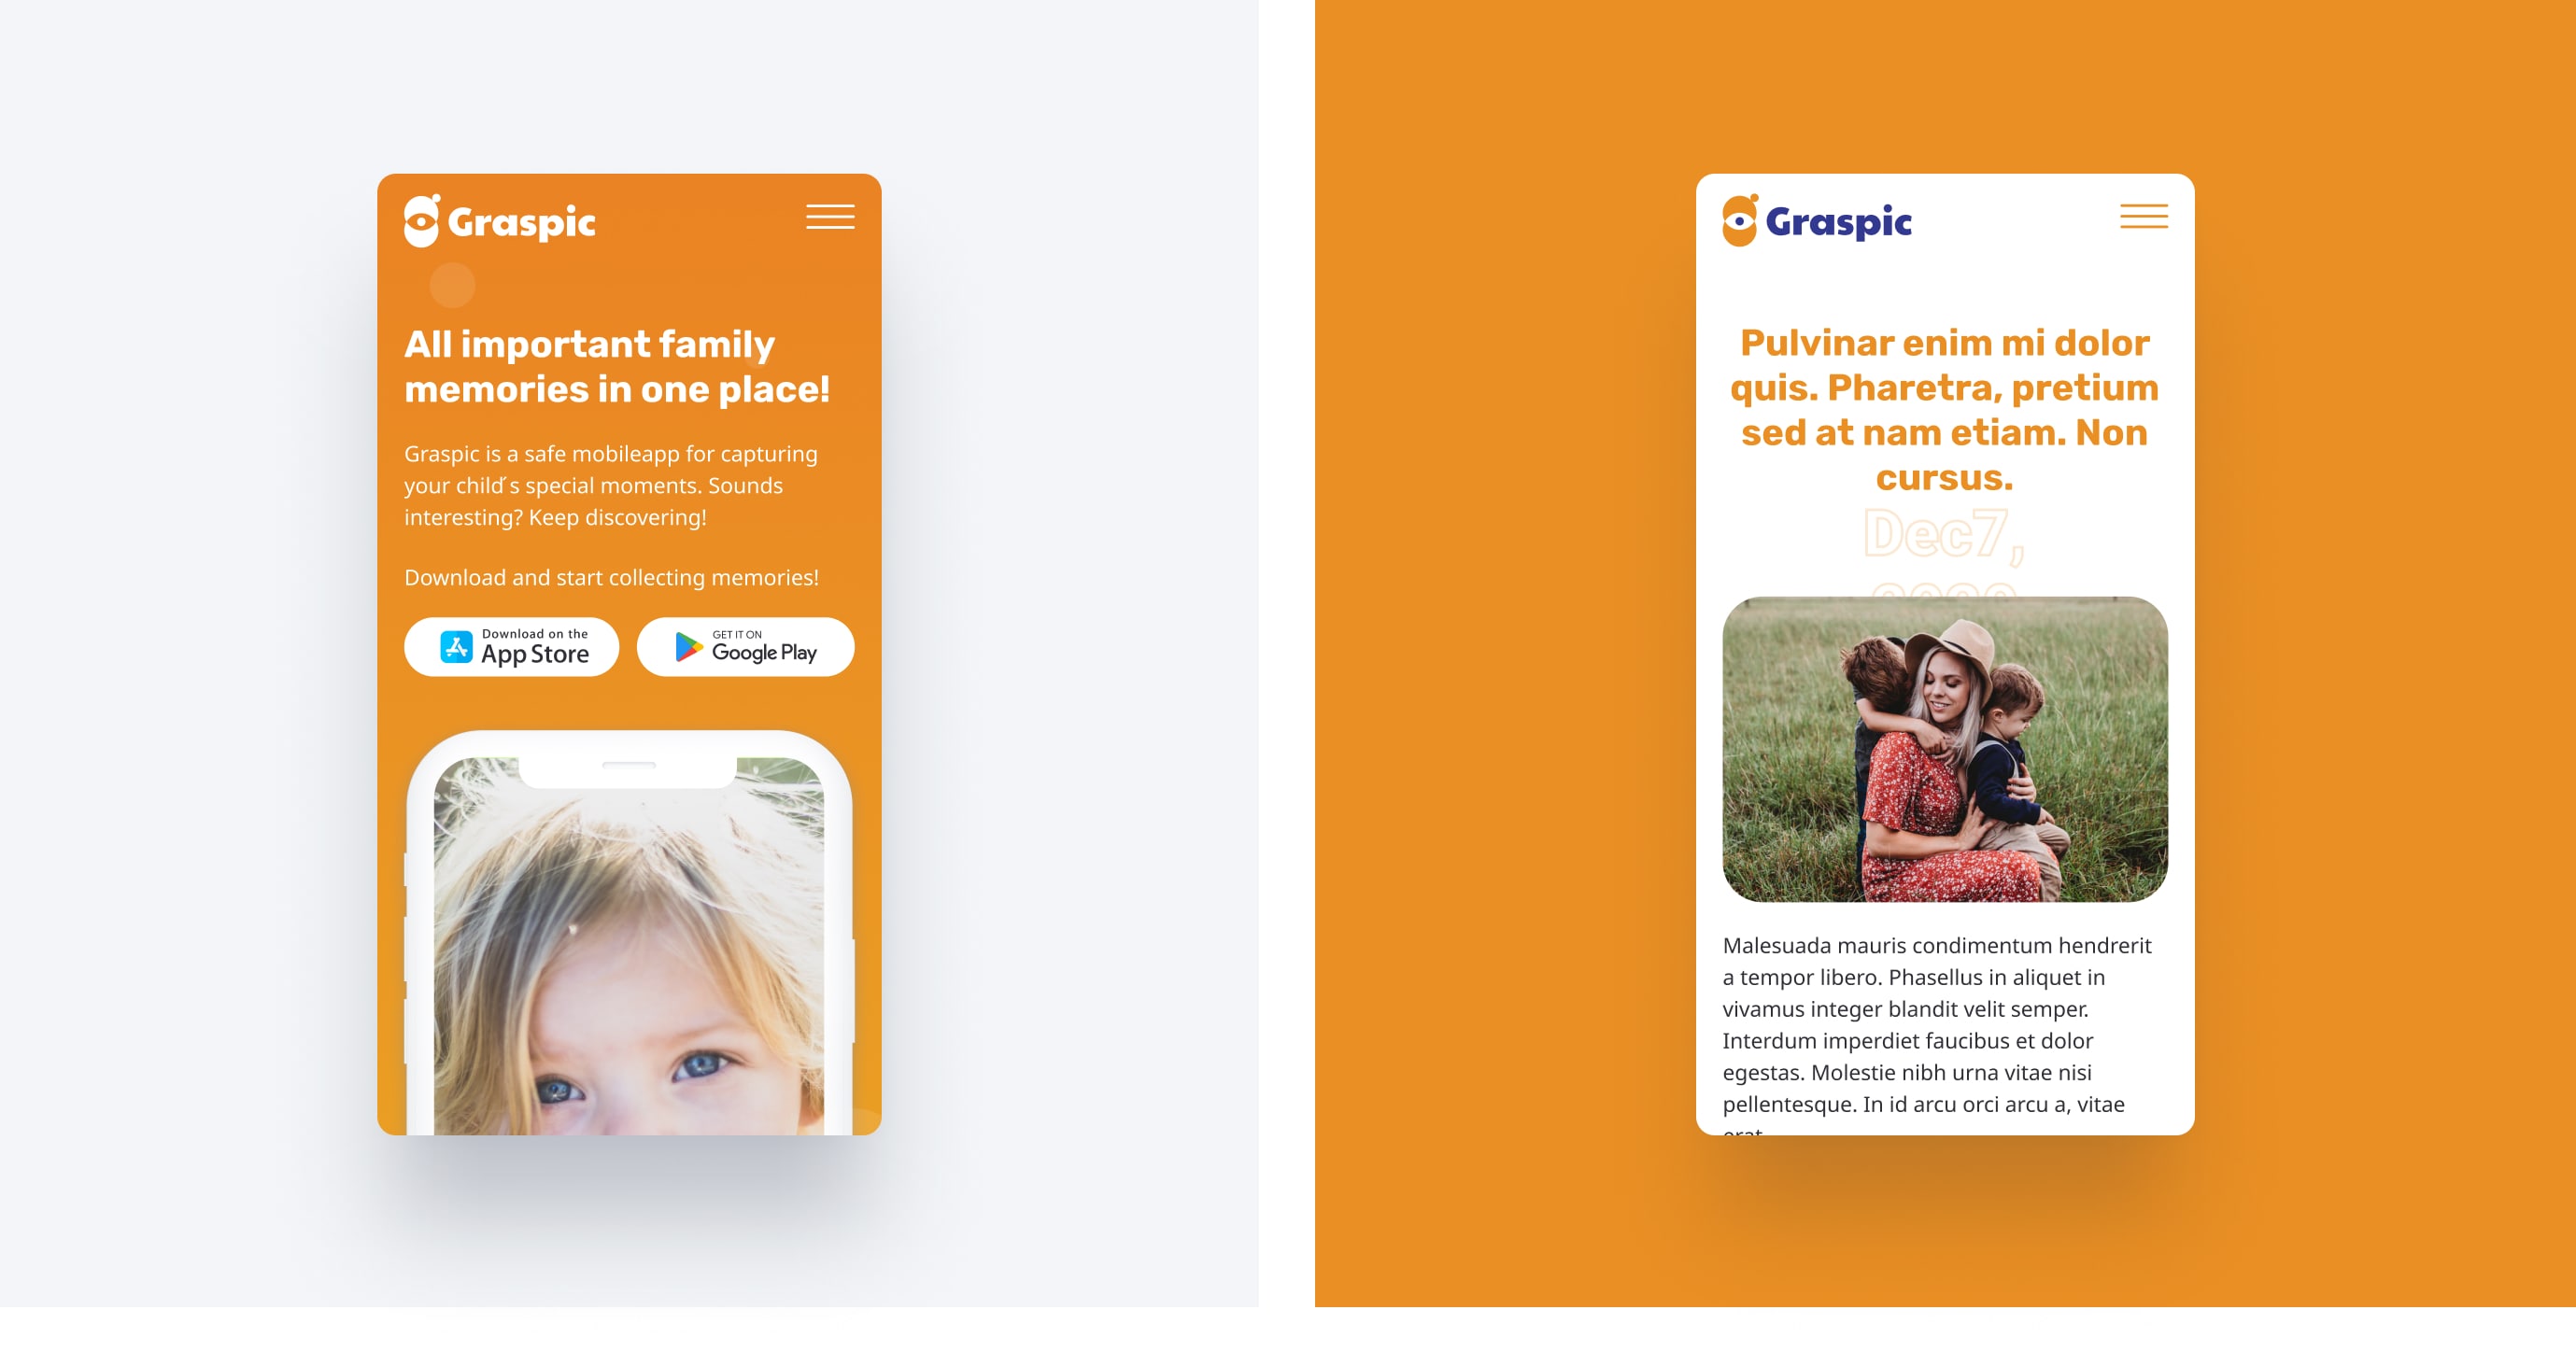 Graspic
All important family
memories in one place!
Graspic is a safe mobileapp for capturing
your child´s special moments. Sounds
interesting? Keep discovering!
Download and start collecting memories!
Download on the
App Store
GET IT ON
Google Play
Graspic
Pulvinar enim mi dolor
quis. Pharetra, pretium
sed at nam etiam. Non
cursus.
Dec7,
Malesuada mauris condimentum hendrerit
a tempor libero. Phasellus in aliquet in
vivamus integer blandit velit semper.
Interdum imperdiet faucibus et dolor
egestas. Molestie nibh urna vitae nisi
pellentesque. In id arcu orci arcu a, vitae